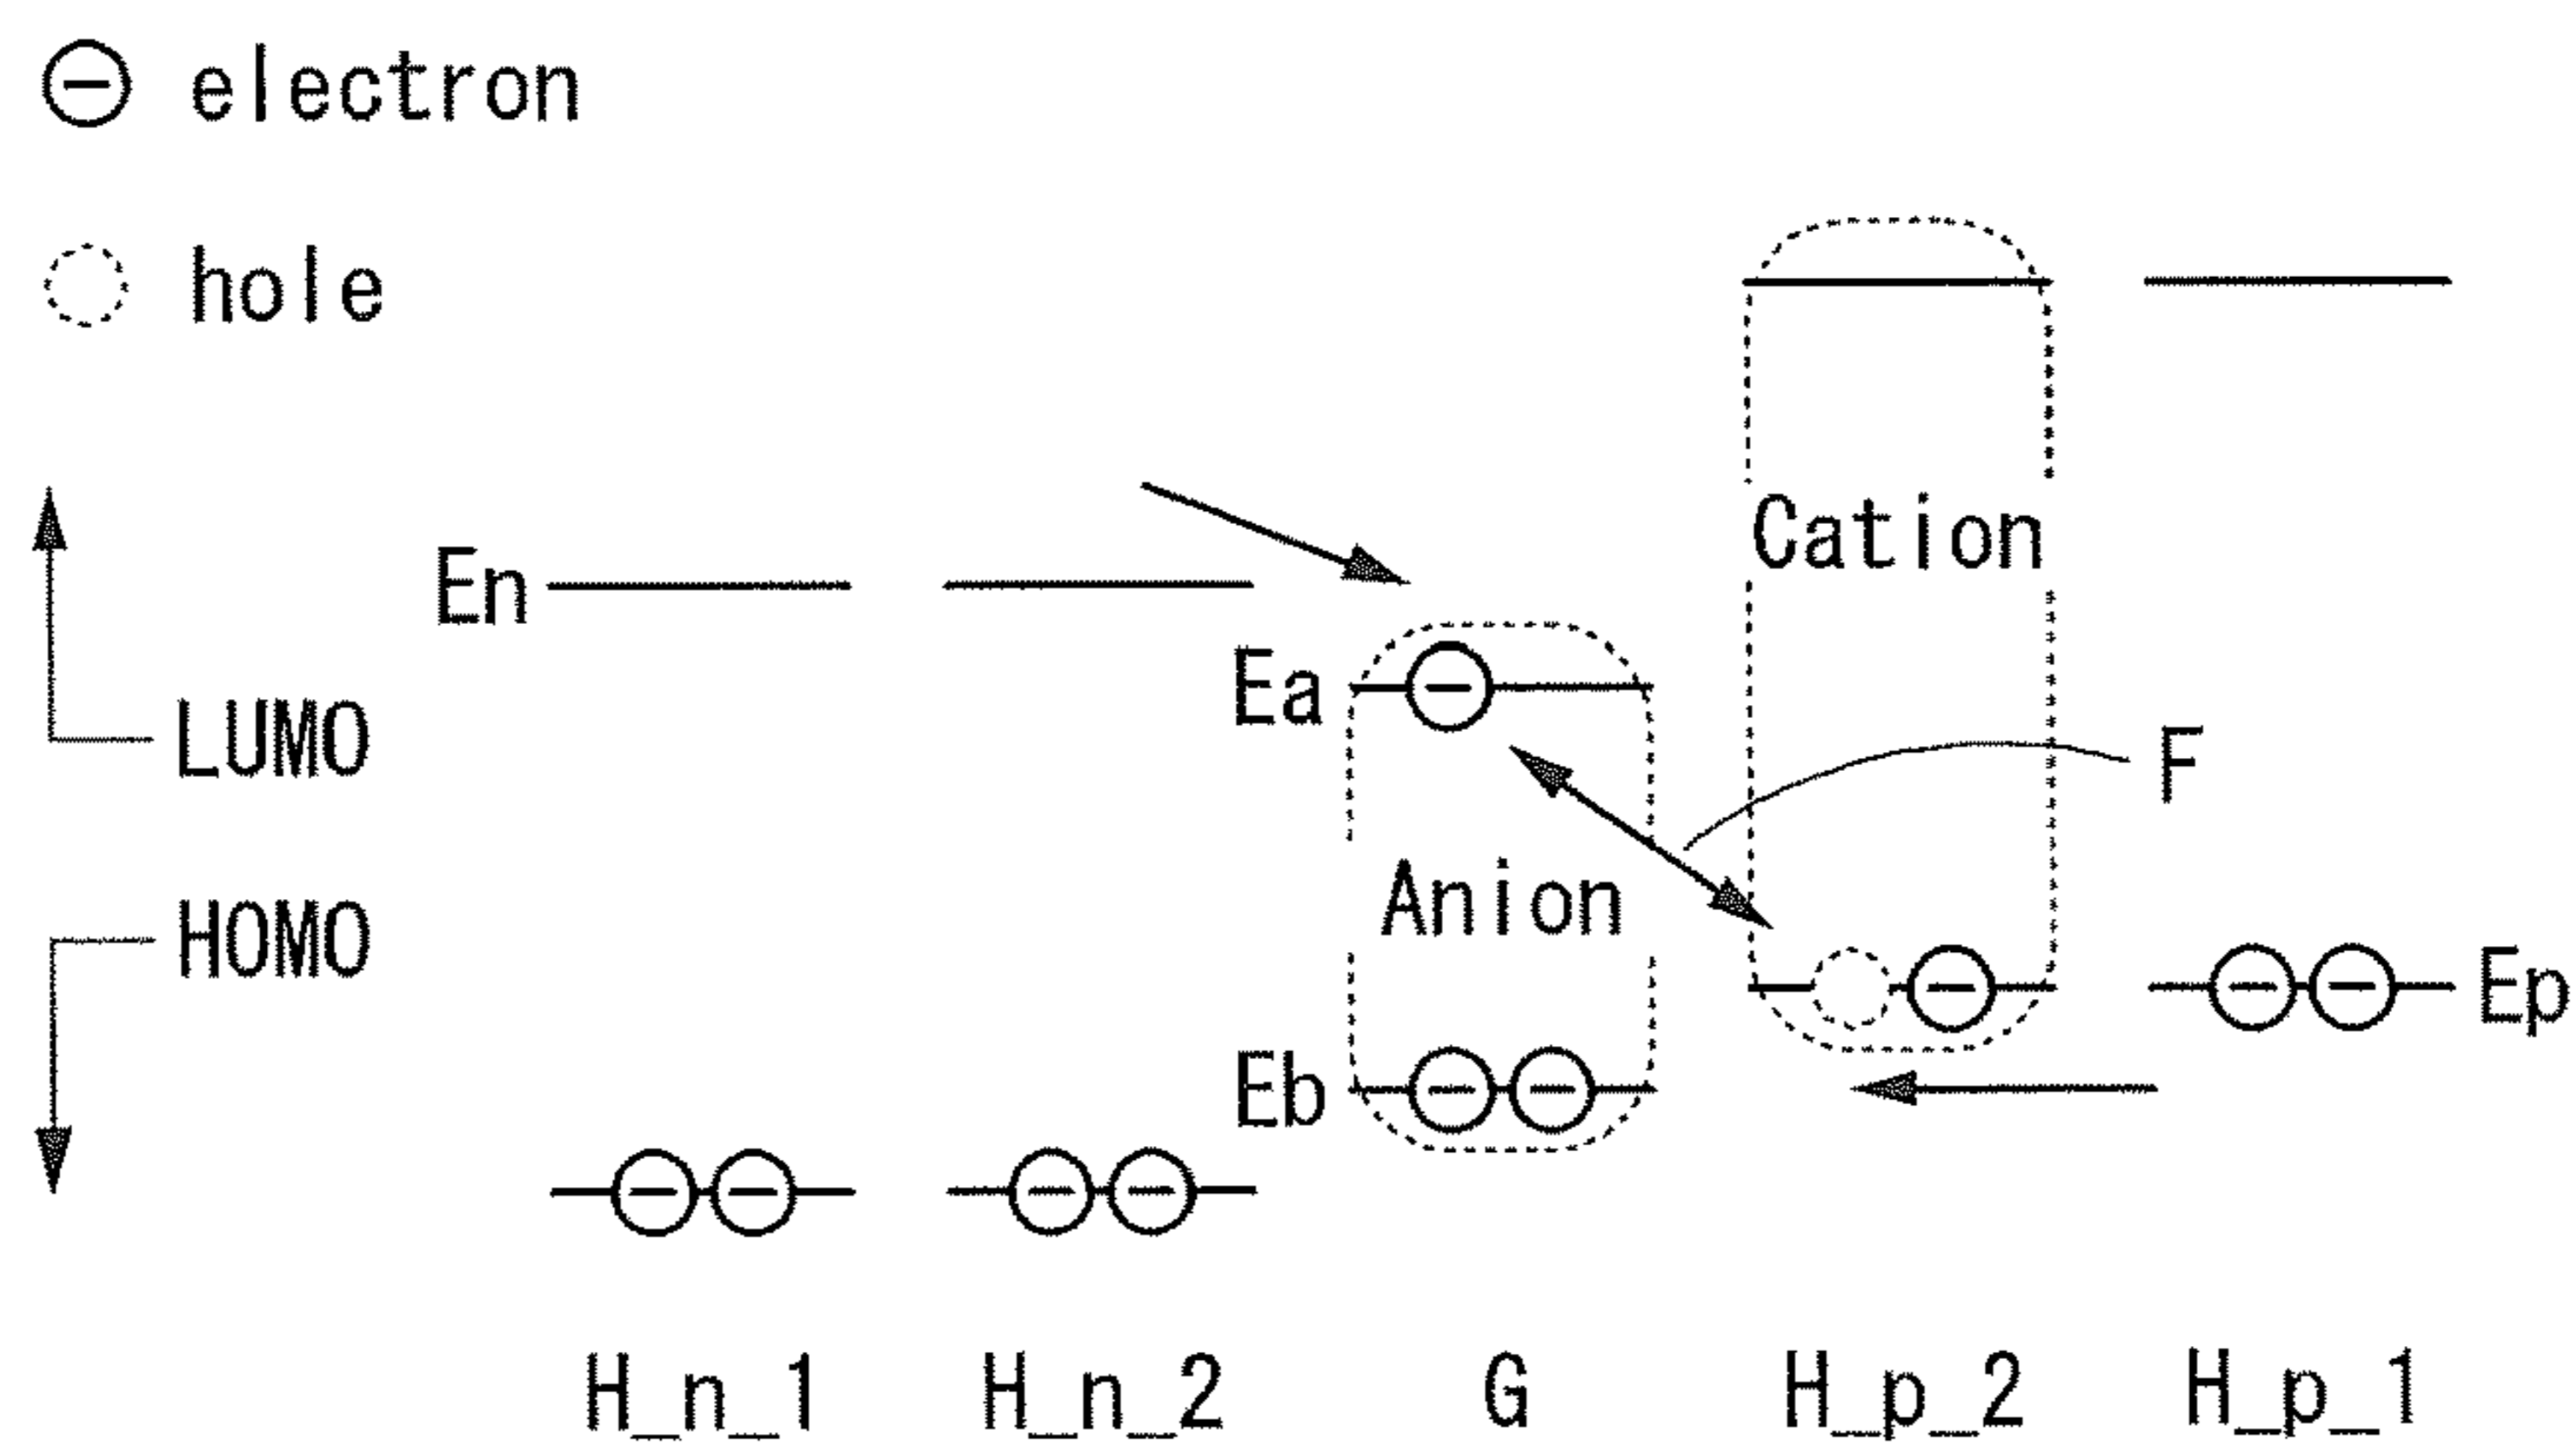 electron
hole
Cation
En
Ea
LUMO
F
HOMO
Anion
Ep
Eb
H_n_1 H_n_2 G H_p_2 H_p_1